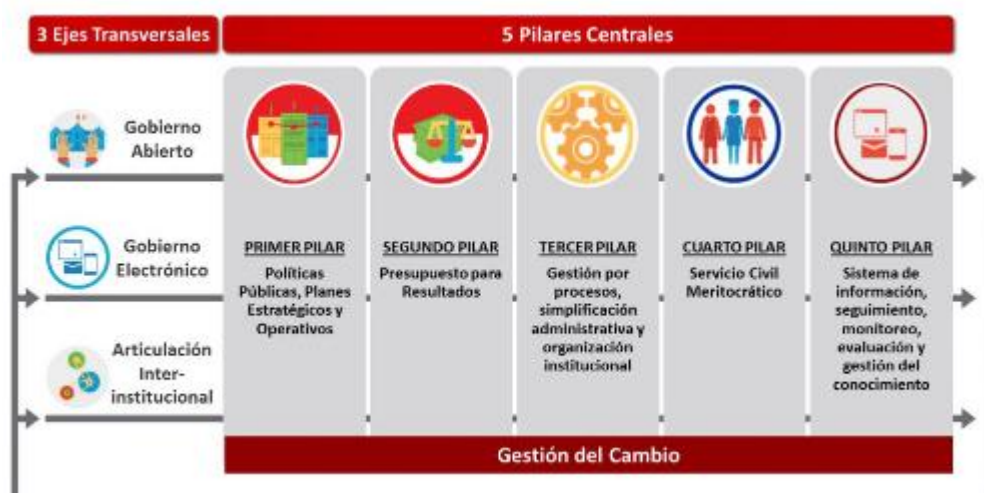 3 Ejes Transversales
5 Pilares Centrales
Gobierno
Abierto
Gobierno
Electrónico
Articulación
Inter-
institucional
PRIMER PILAR
Políticas
Públicas, Planes
Estratégicos y
Operativos
SEGUNDO PILAR
Presupuesto para
Resultados
TERCER PILAR
Gestión por
procesos,
simplificación
administrativa y
organización
institucional
CUARTO PILAR
Servicio Civil
Meritocrático
QUINTO PILAR
Sistema de
información,
seguimiento,
monitoreo,
evaluación y
gestión del
conocimiento
Gestión del Cambio